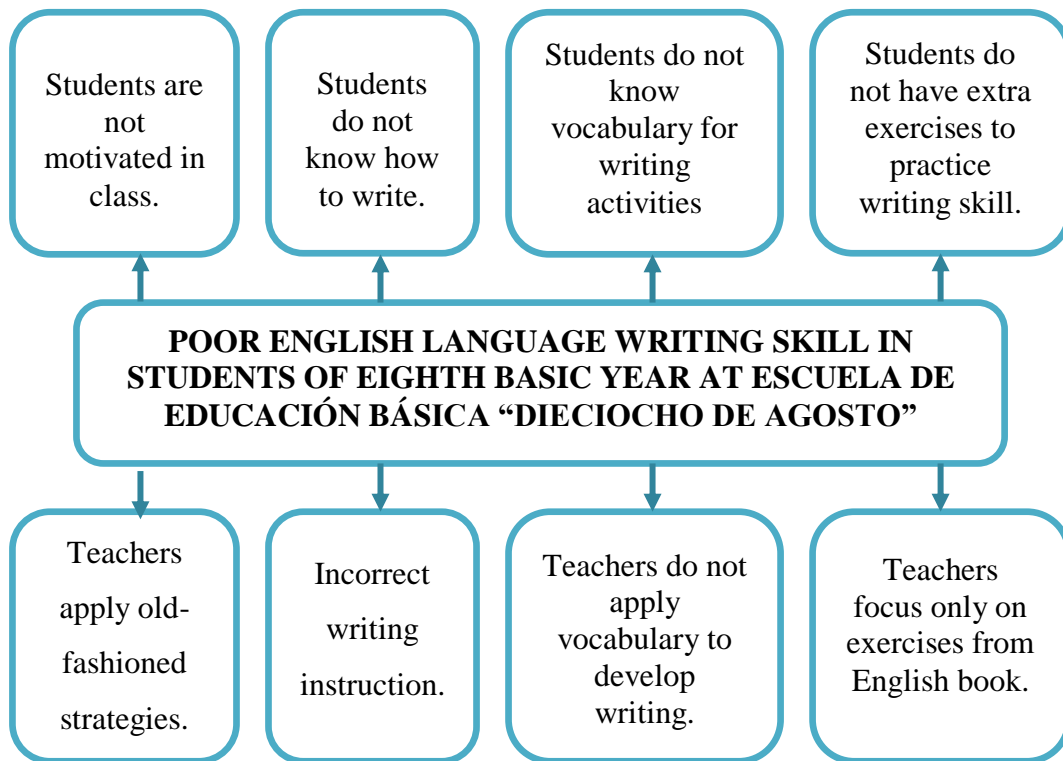 Students are
not
motivated in
class.
Students
do not
know how
to write.
Students do not
know
vocabulary for
writing
activities
Students do
not have extra
exercises to
practice
writing skill.
POOR ENGLISH LANGUAGE WRITING SKILL IN
STUDENTS OF EIGHTH BASIC YEAR AT ESCUELA DE
EDUCACIÓN BÁSICA “DIECIOCHO DE AGOSTO”
Teachers
apply old-
fashioned
strategies.
Incorrect
writing
instruction.
Teachers do not
apply
vocabulary to
develop
writing.
Teachers
focus only on
exercises from
English book.